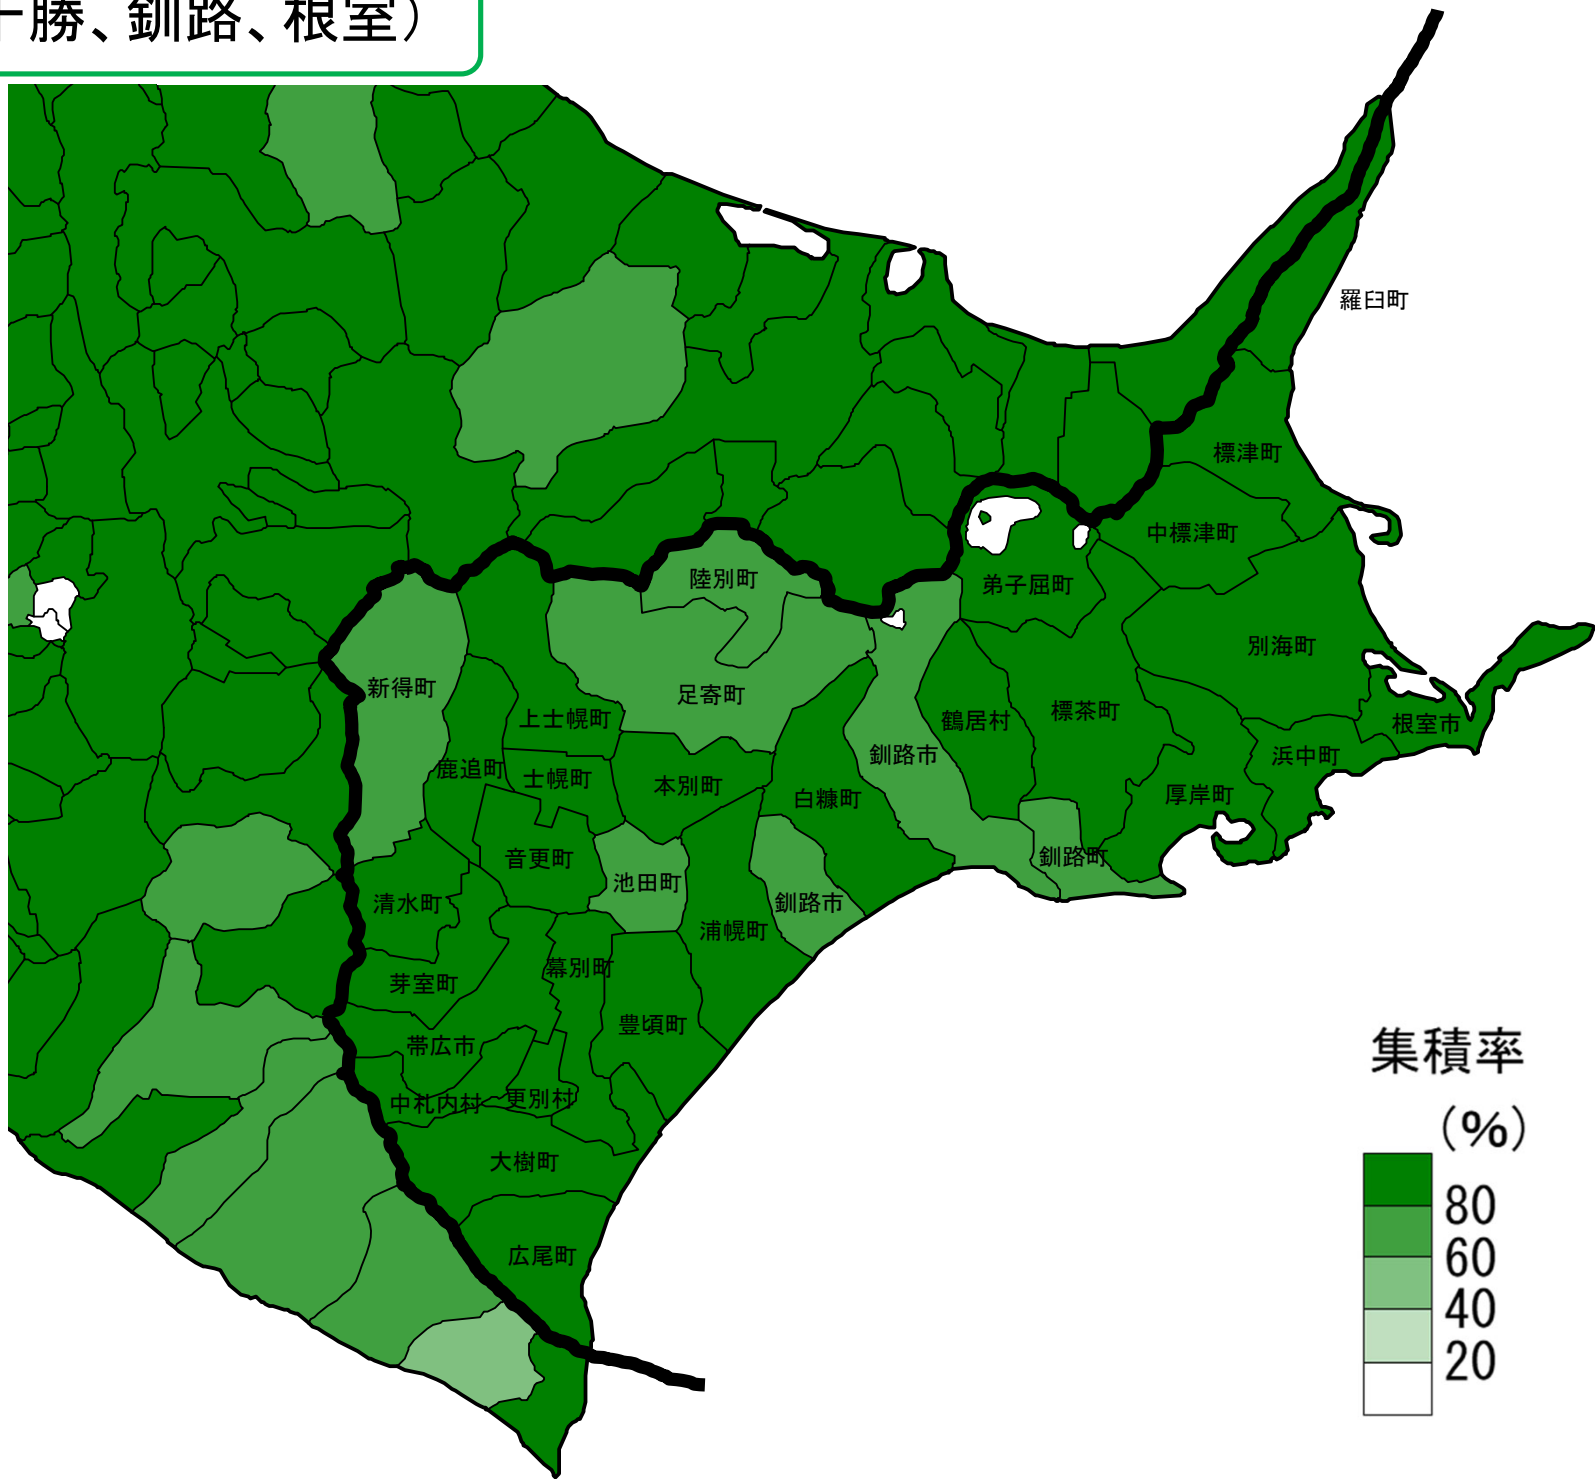 十勝、釧路、根室）
羅臼町
標津町
中標津町
陸別町
弟子屈町
別海町
新得町
足寄町
上士幌町
鶴居村
標茶町
根室市
釧路市
浜中町
鹿追町
士幌町
本別町
白糠町
厚岸町
音更町
釧路町
池田町
清水町
釧路市
浦幌町
幕別町
芽室町
豊頃町
帯広市
中札内村
更別村
大樹町
広尾町
集積率
（%）
80
60
40
20